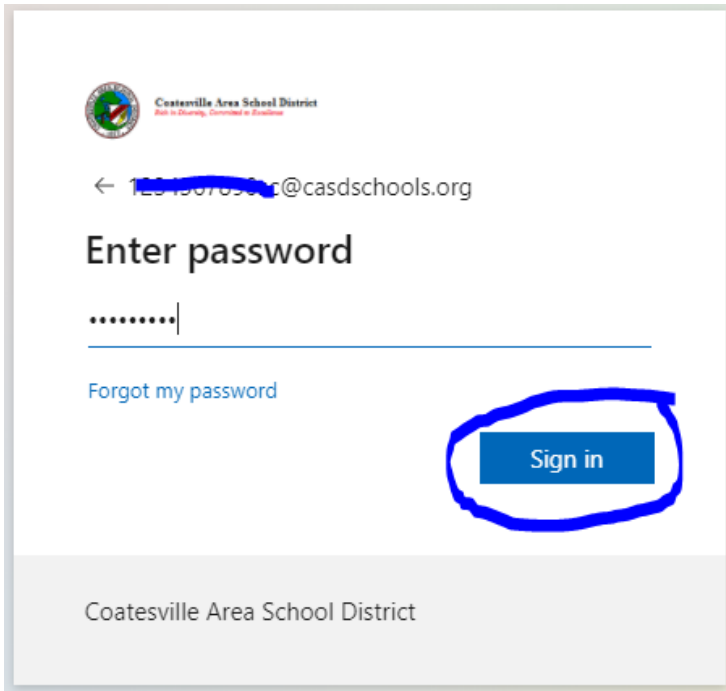 Coatesville Area School District
Enter password
Forgot my password
Sign in
Coatesville Area School District
@casdschools.org